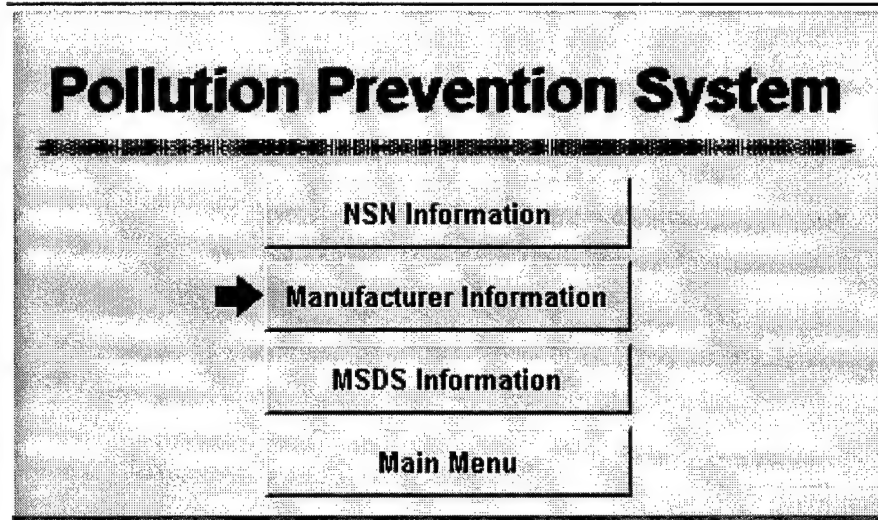 Pollution Prevention System
NSN Information
Manufacturer Information
MSDS Information
Main Menu